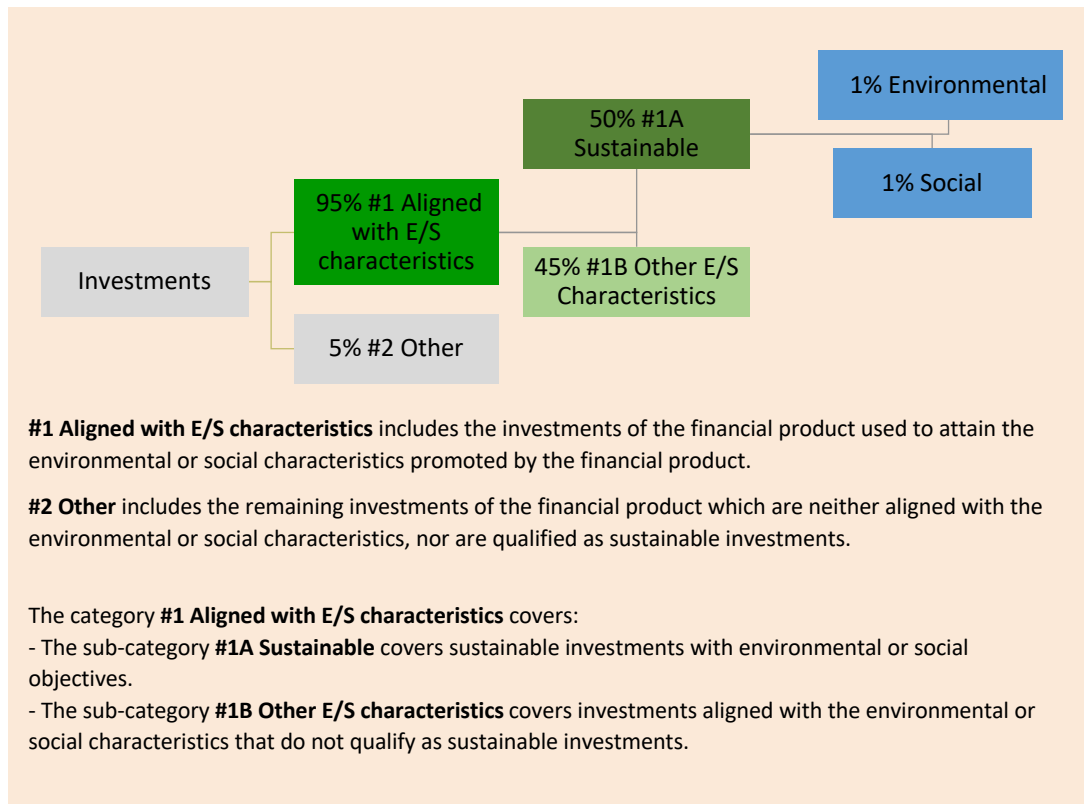 1% Environmental
50% #1A
Sustainable
1% Social
95% #1 Aligned
with E/S
characteristics
Investments
45% #1B Other E/S
Characteristics
5% #2 Other
#1 Aligned with E/S characteristics includes the investments of the financial product used to attain the
environmental or social characteristics promoted by the financial product.
#2 Other includes the remaining investments of the financial product which are neither aligned with the
environmental or social characteristics, nor are qualified as sustainable investments.
The category #1 Aligned with E/S characteristics covers:
- The sub-category #1A Sustainable covers sustainable investments with environmental or social
objectives.
- The sub-category #1B Other E/S characteristics covers investments aligned with the environmental or
social characteristics that do not qualify as sustainable investments.